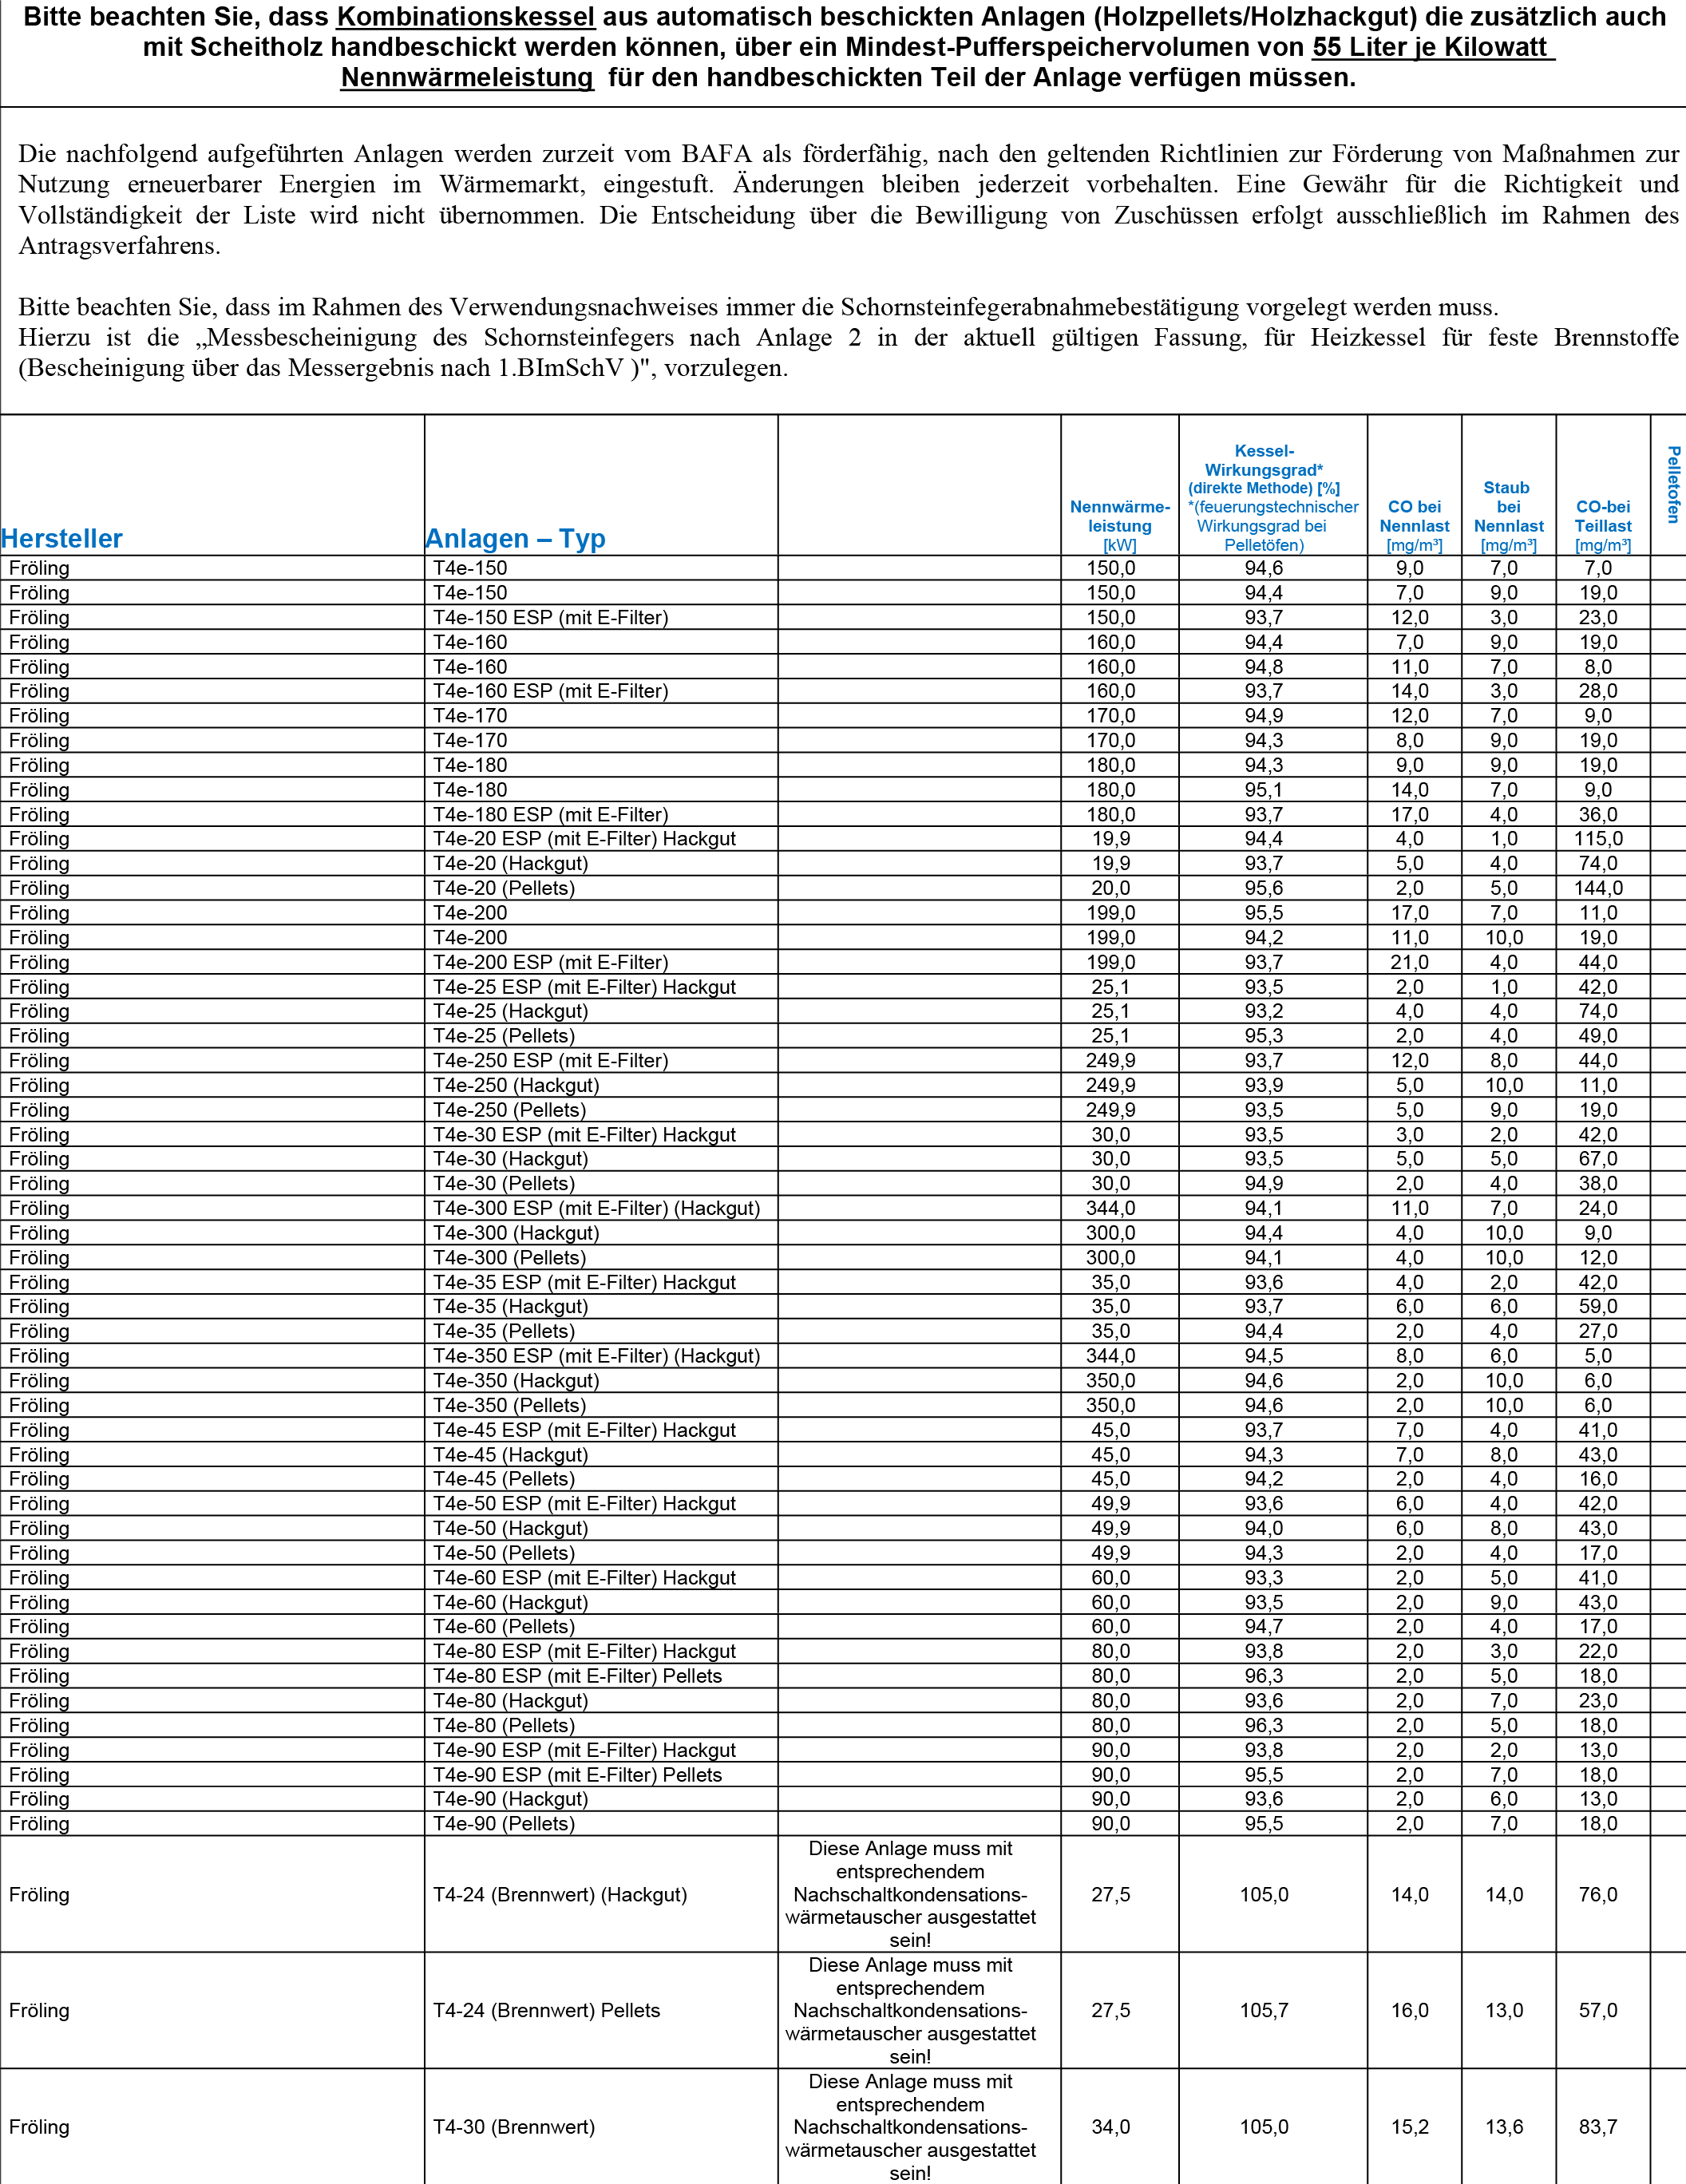 Bitte beachten Sie, dass Kombinationskessel aus automatisch beschickten Anlagen (Holzpellets/Holzhackgut) die zusätzlich auch
mit Scheitholz handbeschickt werden können, über ein Mindest-Pufferspeichervolumen von 55 Liter je Kilowatt
Nennwärmeleistung für den handbeschickten Teil der Anlage verfügen müssen.
Die nachfolgend aufgeführten Anlagen werden zurzeit vom BAFA als förderfähig, nach den geltenden Richtlinien zur Förderung von Maßnahmen zur
Nutzung erneuerbarer Energien im Wärmemarkt, eingestuft. Änderungen bleiben jederzeit vorbehalten. Eine Gewähr für die Richtigkeit und
Vollständigkeit der Liste wird nicht übernommen. Die Entscheidung über die Bewilligung von Zuschüssen erfolgt ausschließlich im Rahmen des
Antragsverfahrens.
Bitte beachten Sie, dass im Rahmen des Verwendungsnachweises immer die Schornsteinfegerabnahmebestätigung vorgelegt werden muss.
Hierzu ist die „Messbescheinigung des Schornsteinfegers nach Anlage 2 in der aktuell gültigen Fassung, für Heizkessel für feste Brennstoffe
(Bescheinigung über das Messergebnis nach 1.BImSchV )", vorzulegen.
Hersteller
Anlagen – Typ
Nennwärme-
leistung
[kW]
Kessel-
Wirkungsgrad*
(direkte Methode) [%]
*(feuerungstechnischer
Wirkungsgrad bei
Pelletöfen)
CO bei
Nennlast
[mg/m³]
Staub
bei
Nennlast
[mg/m³]
CO-bei
Teillast
[mg/m³]
Pelletofen
Fröling T4e-150 150,0 94,6 9,0 7,0 7,0
Fröling T4e-150 150,0 94,4 7,0 9,0 19,0
Fröling T4e-150 ESP (mit E-Filter) 150,0 93,7 12,0 3,0 23,0
Fröling T4e-160 160,0 94,4 7,0 9,0 19,0
Fröling T4e-160 160,0 94,8 11,0 7,0 8,0
Fröling T4e-160 ESP (mit E-Filter) 160,0 93,7 14,0 3,0 28,0
Fröling T4e-170 170,0 94,9 12,0 7,0 9,0
Fröling T4e-170 170,0 94,3 8,0 9,0 19,0
Fröling T4e-180 180,0 94,3 9,0 9,0 19,0
Fröling T4e-180 180,0 95,1 14,0 7,0 9,0
Fröling T4e-180 ESP (mit E-Filter) 180,0 93,7 17,0 4,0 36,0
Fröling T4e-20 ESP (mit E-Filter) Hackgut 19,9 94,4 4,0 1,0 115,0
Fröling T4e-20 (Hackgut) 19,9 93,7 5,0 4,0 74,0
Fröling T4e-20 (Pellets) 20,0 95,6 2,0 5,0 144,0
Fröling T4e-200 199,0 95,5 17,0 7,0 11,0
Fröling T4e-200 199,0 94,2 11,0 10,0 19,0
Fröling T4e-200 ESP (mit E-Filter) 199,0 93,7 21,0 4,0 44,0
Fröling T4e-25 ESP (mit E-Filter) Hackgut 25,1 93,5 2,0 1,0 42,0
Fröling T4e-25 (Hackgut) 25,1 93,2 4,0 4,0 74,0
Fröling T4e-25 (Pellets) 25,1 95,3 2,0 4,0 49,0
Fröling T4e-250 ESP (mit E-Filter) 249,9 93,7 12,0 8,0 44,0
Fröling T4e-250 (Hackgut) 249,9 93,9 5,0 10,0 11,0
Fröling T4e-250 (Pellets) 249,9 93,5 5,0 9,0 19,0
Fröling T4e-30 ESP (mit E-Filter) Hackgut 30,0 93,5 3,0 2,0 42,0
Fröling T4e-30 (Hackgut) 30,0 93,5 5,0 5,0 67,0
Fröling T4e-30 (Pellets) 30,0 94,9 2,0 4,0 38,0
Fröling T4e-300 ESP (mit E-Filter) (Hackgut) 344,0 94,1 11,0 7,0 24,0
Fröling T4e-300 (Hackgut) 300,0 94,4 4,0 10,0 9,0
Fröling T4e-300 (Pellets) 300,0 94,1 4,0 10,0 12,0
Fröling T4e-35 ESP (mit E-Filter) Hackgut 35,0 93,6 4,0 2,0 42,0
Fröling T4e-35 (Hackgut) 35,0 93,7 6,0 6,0 59,0
Fröling T4e-35 (Pellets) 35,0 94,4 2,0 4,0 27,0
Fröling T4e-350 ESP (mit E-Filter) (Hackgut) 344,0 94,5 8,0 6,0 5,0
Fröling T4e-350 (Hackgut) 350,0 94,6 2,0 10,0 6,0
Fröling T4e-350 (Pellets) 350,0 94,6 2,0 10,0 6,0
Fröling T4e-45 ESP (mit E-Filter) Hackgut 45,0 93,7 7,0 4,0 41,0
Fröling T4e-45 (Hackgut) 45,0 94,3 7,0 8,0 43,0
Fröling T4e-45 (Pellets) 45,0 94,2 2,0 4,0 16,0
Fröling T4e-50 ESP (mit E-Filter) Hackgut 49,9 93,6 6,0 4,0 42,0
Fröling T4e-50 (Hackgut) 49,9 94,0 6,0 8,0 43,0
Fröling T4e-50 (Pellets) 49,9 94,3 2,0 4,0 17,0
Fröling T4e-60 ESP (mit E-Filter) Hackgut 60,0 93,3 2,0 5,0 41,0
Fröling T4e-60 (Hackgut) 60,0 93,5 2,0 9,0 43,0
Fröling T4e-60 (Pellets) 60,0 94,7 2,0 4,0 17,0
Fröling T4e-80 ESP (mit E-Filter) Hackgut 80,0 93,8 2,0 3,0 22,0
Fröling T4e-80 ESP (mit E-Filter) Pellets 80,0 96,3 2,0 5,0 18,0
Fröling T4e-80 (Hackgut) 80,0 93,6 2,0 7,0 23,0
Fröling T4e-80 (Pellets) 80,0 96,3 2,0 5,0 18,0
Fröling T4e-90 ESP (mit E-Filter) Hackgut 90,0 93,8 2,0 2,0 13,0
Fröling T4e-90 ESP (mit E-Filter) Pellets 90,0 95,5 2,0 7,0 18,0
Fröling T4e-90 (Hackgut) 90,0 93,6 2,0 6,0 13,0
Fröling T4e-90 (Pellets) 90,0 95,5 2,0 7,0 18,0
Diese Anlage muss mit
entsprechendem
Fröling T4-24 (Brennwert) (Hackgut) Nachschaltkondensations- 27,5 105,0 14,0 14,0 76,0
wärmetauscher ausgestattet
sein!
Diese Anlage muss mit
entsprechendem
Fröling T4-24 (Brennwert) Pellets Nachschaltkondensations- 27,5 105,7 16,0 13,0 57,0
wärmetauscher ausgestattet
sein!
Diese Anlage muss mit
entsprechendem
Fröling T4-30 (Brennwert) Nachschaltkondensations- 34,0 105,0 15,2 13,6 83,7
wärmetauscher ausgestattet
sein!